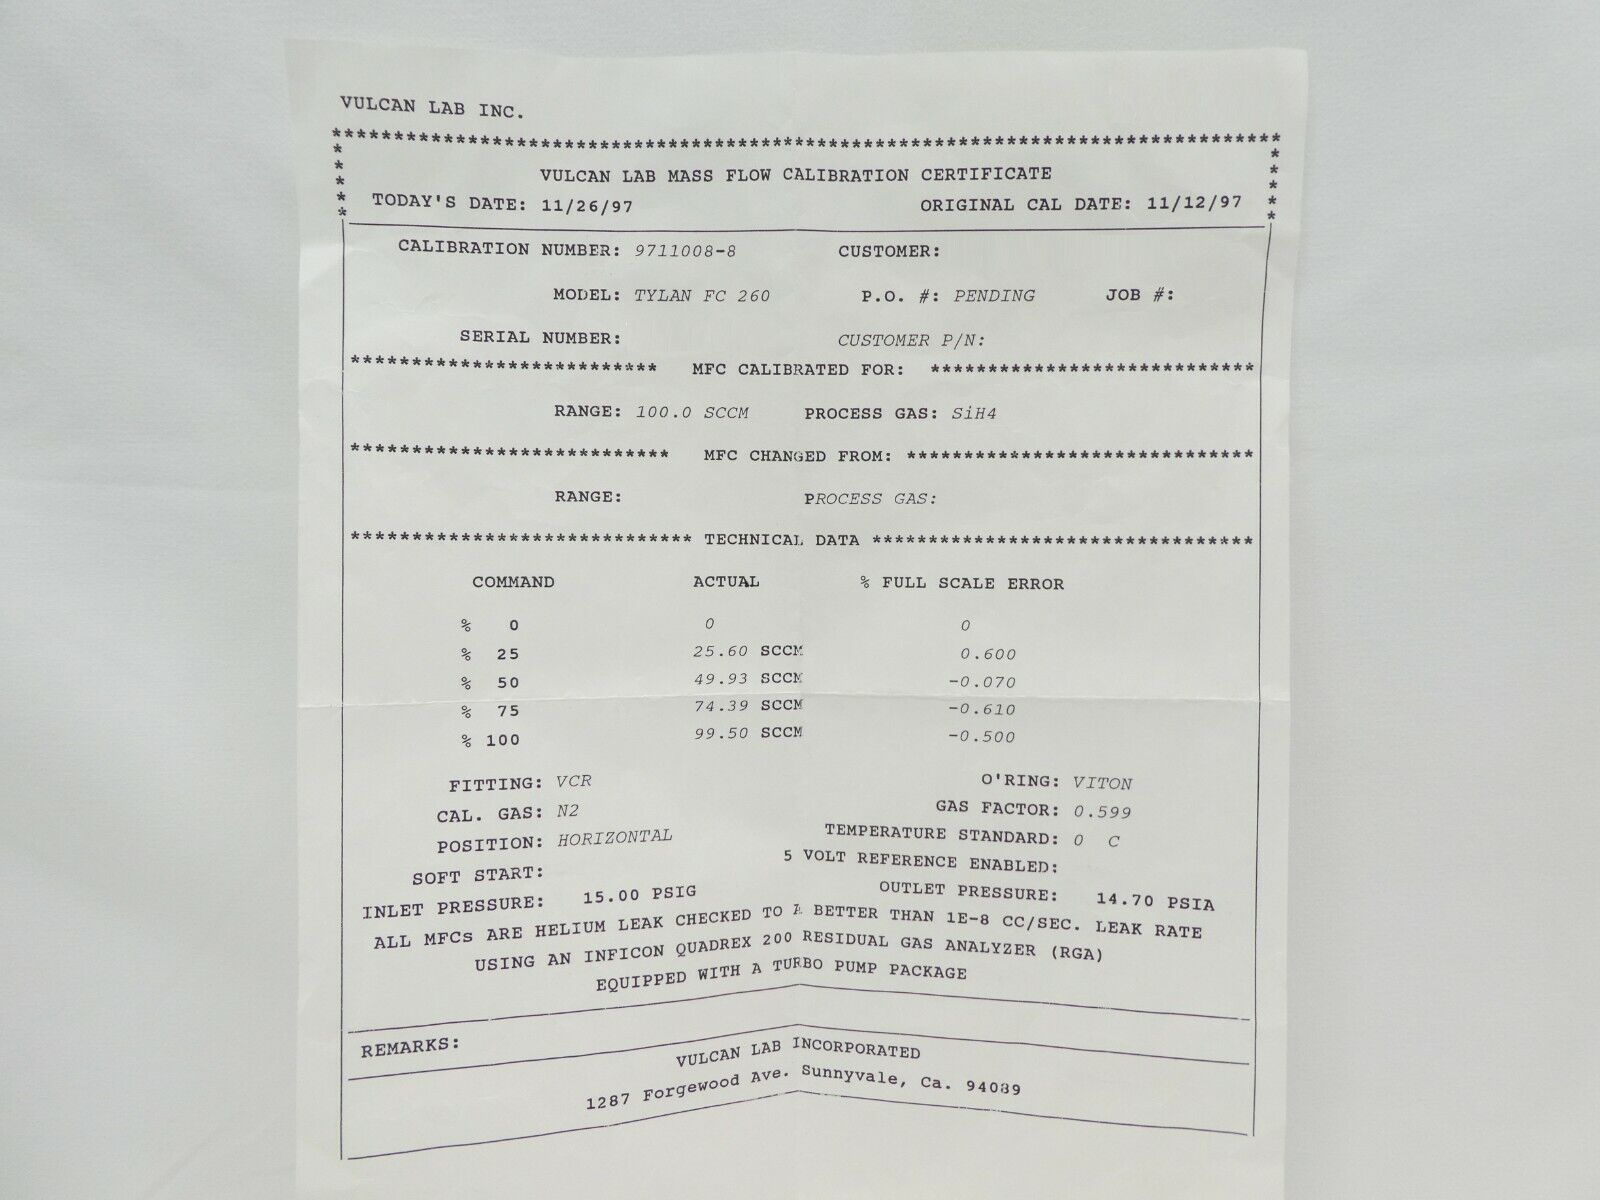 VULCAN LAB INC.
********************************************************************************
VULCAN LAB MASS FLOW CALIBRATION CERTIFICATE
TODAY'S DATE: 11/26/97 ORIGINAL CAL DATE: 11/12/97
CALIBRATION NUMBER: 9711008-8 CUSTOMER:
MODEL: TYLAN FC 260 P.O. #: PENDING JOB #:
SERIAL NUMBER: CUSTOMER P/N:
************************** MFC CALIBRATED FOR: ****************************
RANGE: 100.0 SCCM PROCESS GAS: SiH4
*************************** MFC CHANGED FROM: ******************************
RANGE: PROCESS GAS:
***************************** TECHNICAL DATA *********************************
COMMAND ACTUAL % FULL SCALE ERROR
% 0 0 0
% 25 25.60 SCCM 0.600
% 50 49.93 SCCM -0.070
% 75 74.39 SCCM -0.610
% 100 99.50 SCCM -0.500
FITTING: VCR O'RING: VITON
CAL. GAS: N2 GAS FACTOR: 0.599
POSITION: HORIZONTAL TEMPERATURE STANDARD: 0 C
SOFT START: 5 VOLT REFERENCE ENABLED:
INLET PRESSURE: 15.00 PSIG OUTLET PRESSURE: 14.70 PSIA
ALL MFCs ARE HELIUM LEAK CHECKED TO A BETTER THAN 1E-8 CC/SEC. LEAK RATE
USING AN INFICON QUADREX 200 RESIDUAL GAS ANALYZER (RGA)
EQUIPPED WITH A TURBO PUMP PACKAGE
REMARKS:
VULCAN LAB INCORPORATED
1287 Forgewood Ave. Sunnyvale, Ca. 94089